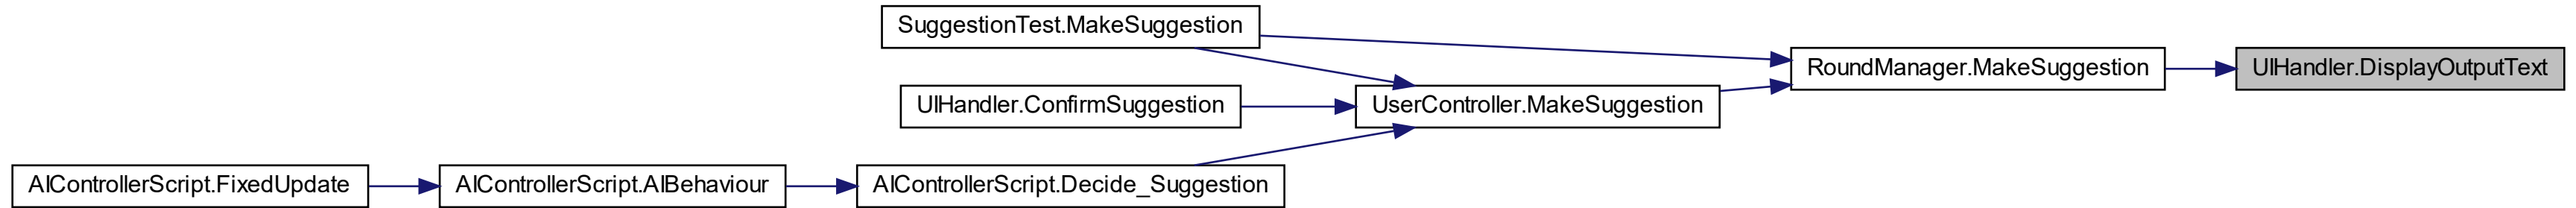 SuggestionTest.MakeSuggestion
RoundManager.MakeSuggestion
UIHandler.DisplayOutputText
UIHandler.ConfirmSuggestion
UserController.MakeSuggestion
AIControllerScript.FixedUpdate
AIControllerScript.AIBehaviour
AIControllerScript.Decide_Suggestion